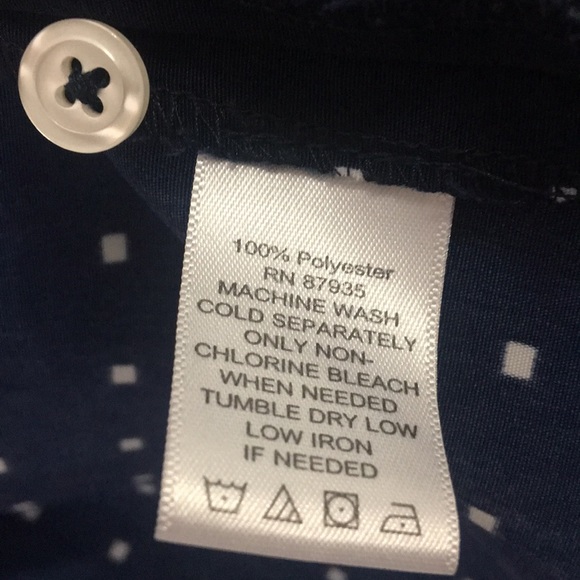 100% Polyester
RN 87935
MACHINE WASH
COLD SEPARATELY
ONLY NON-
CHLORINE BLEACH
WHEN NEEDED
TUMBLE DRY LOW
LOW IRON
IF NEEDED